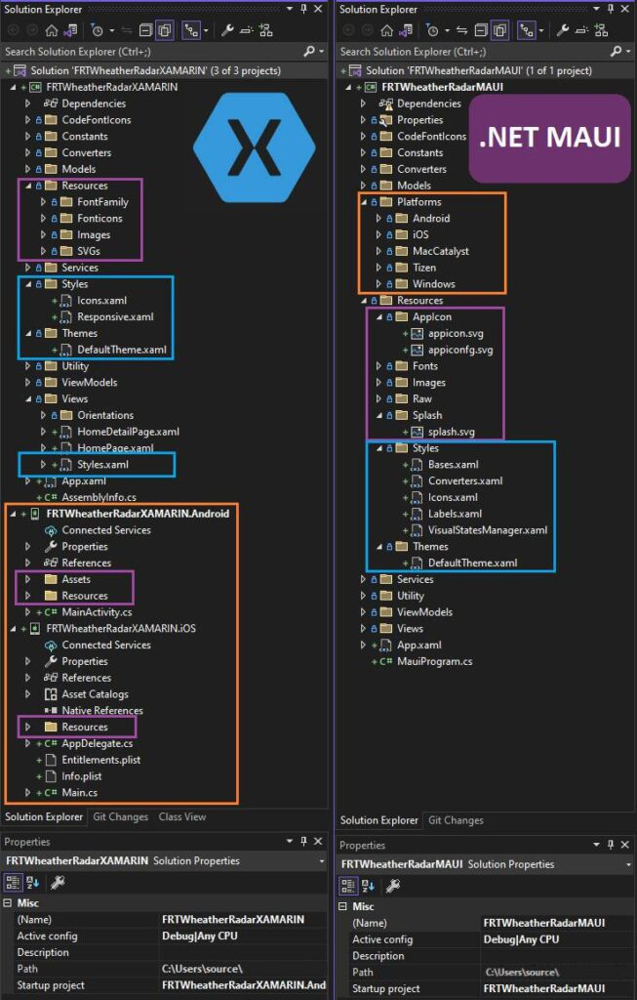 Solution Explorer
Search Solution Explorer (Ctrl+;)
Solution 'FRTWheatherRadarXAMARIN' (3 of 3 projects)
FRTWheatherRadarXAMARIN
Dependencies
CodeFontIcons
Constants
Converters
Models
Resources
FontFamily
Fonticons
Images
SVGs
Services
Styles
Icons.xaml
Responsive.xaml
Themes
DefaultTheme.xaml
Utility
ViewModels
Views
Orientations
HomeDetailPage.xaml
HomePage.xaml
Styles.xaml
App.xaml
AssemblyInfo.cs
FRTWheatherRadarXAMARIN.Android
Connected Services
Properties
References
Assets
Resources
MainActivity.cs
FRTWheatherRadarXAMARIN.iOS
Connected Services
Properties
References
Asset Catalogs
Native References
Resources
AppDelegate.cs
Entitlements.plist
Info.plist
Main.cs
Solution Explorer Git Changes Class View
Properties
FRTWheatherRadarXAMARIN Solution Properties
Misc
(Name) FRTWheatherRadarXAMARIN
Active config Debug|Any CPU
Description
Path C:\Users\source\
Startup project FRTWheatherRadarXAMARIN.And
Solution Explorer
Search Solution Explorer (Ctrl+;)
Solution 'FRTWheatherRadarMAUI' (1 of 1 project)
FRTWheatherRadarMAUI
Dependencies
Properties
CodeFontIcons
Constants
Converters
Models
.NET MAUI
Platforms
Android
iOS
MacCatalyst
Tizen
Windows
Resources
AppIcon
appicon.svg
appiconfg.svg
Fonts
Images
Raw
Splash
splash.svg
Styles
Bases.xaml
Converters.xaml
Icons.xaml
Labels.xaml
VisualStatesManager.xaml
Themes
DefaultTheme.xaml
Services
Utility
ViewModels
Views
App.xaml
MauiProgram.cs
Solution Explorer Git Changes
Properties
FRTWheatherRadarMAUI Solution Properties
Misc
(Name) FRTWheatherRadarMAUI
Active config Debug|Any CPU
Description
Path C:\Users\source\
Startup project FRTWheatherRadarMAUI